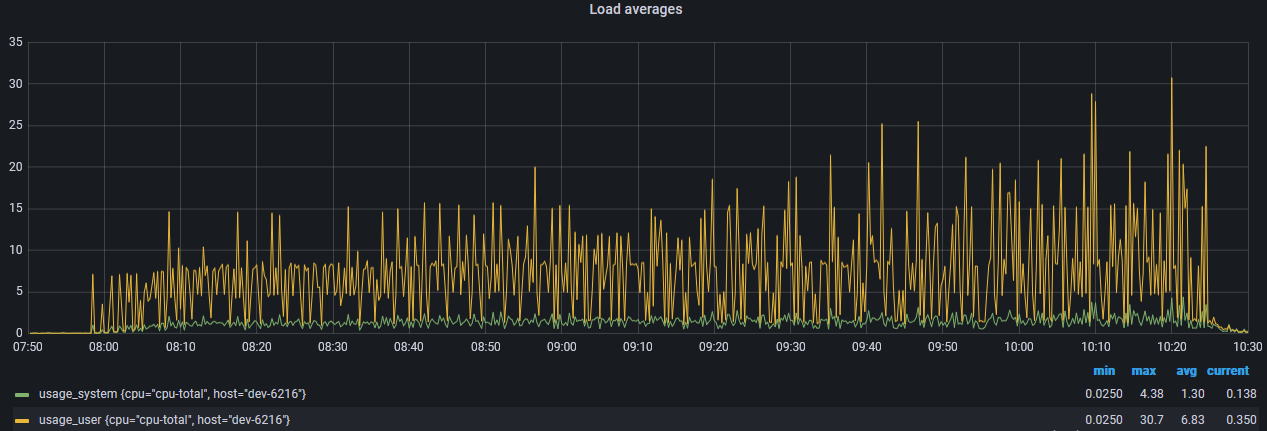 Load averages
35
30
25
20
15
10
5
0
07:50 08:00 08:10 08:20 08:30 08:40 08:50 09:00 09:10 09:20 09:30 09:40 09:50 10:00 10:10 10:20 10:30
min max avg current
usage_system {cpu="cpu-total", host="dev-6216"} 0.0250 4.38 1.30 0.138
usage_user {cpu="cpu-total", host="dev-6216"} 0.0250 30.7 6.83 0.350